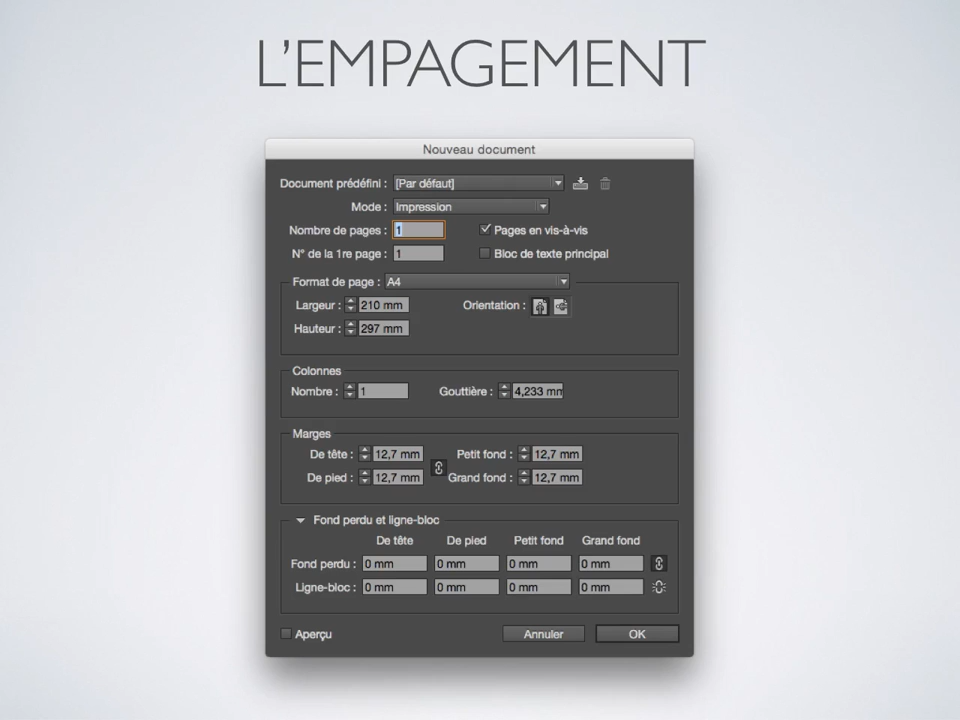 L'EMPAGEMENT
Nouveau document
Document prédéfini : [Par défaut]
Mode : Impression
Nombre de pages : 1 Pages en vis-à-vis
N° de la 1re page : 1 Bloc de texte principal
Format de page : A4
Largeur : 210 mm Orientation :
Hauteur : 297 mm
Colonnes
Nombre : 1 Gouttière : 4,233 mm
Marges
De tête : 12,7 mm Petit fond : 12,7 mm
De pied : 12,7 mm Grand fond : 12,7 mm
Fond perdu et ligne-bloc
De tête De pied Petit fond Grand fond
Fond perdu : 0 mm 0 mm 0 mm 0 mm
Ligne-bloc : 0 mm 0 mm 0 mm 0 mm
Aperçu Annuler OK